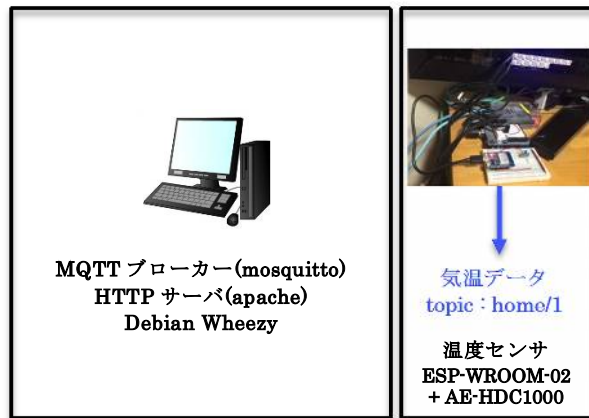 MQTT ブローカー(mosquitto)
HTTP サーバ(apache)
Debian Wheezy
気温データ
topic：home/1
温度センサ
ESP-WROOM-02
+ AE-HDC1000